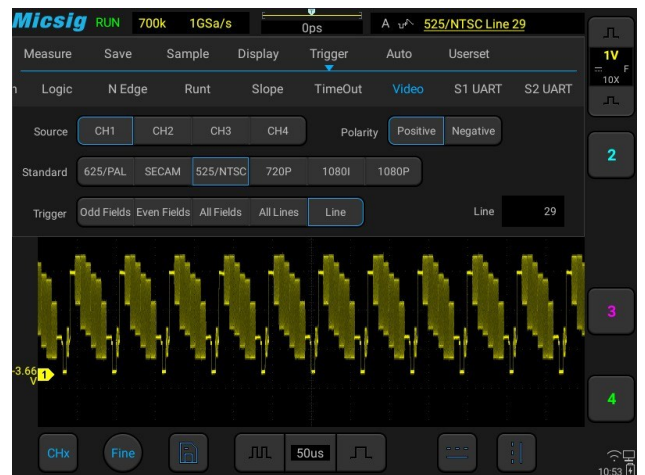 Micsig RUN 700k 1GSa/s 0ps A 525/NTSC Line 29
Measure Save Sample Display Trigger Auto Userset
Logic N Edge Runt Slope TimeOut Video S1 UART S2 UART
Source CH1 CH2 CH3 CH4 Polarity Positive Negative
Standard 625/PAL SECAM 525/NTSC 720P 1080I 1080P
Trigger Odd Fields Even Fields All Fields All Lines Line Line 29
1V
F
10X
2
3
4
-3.66
V
1
CHx Fine 50us
10:53